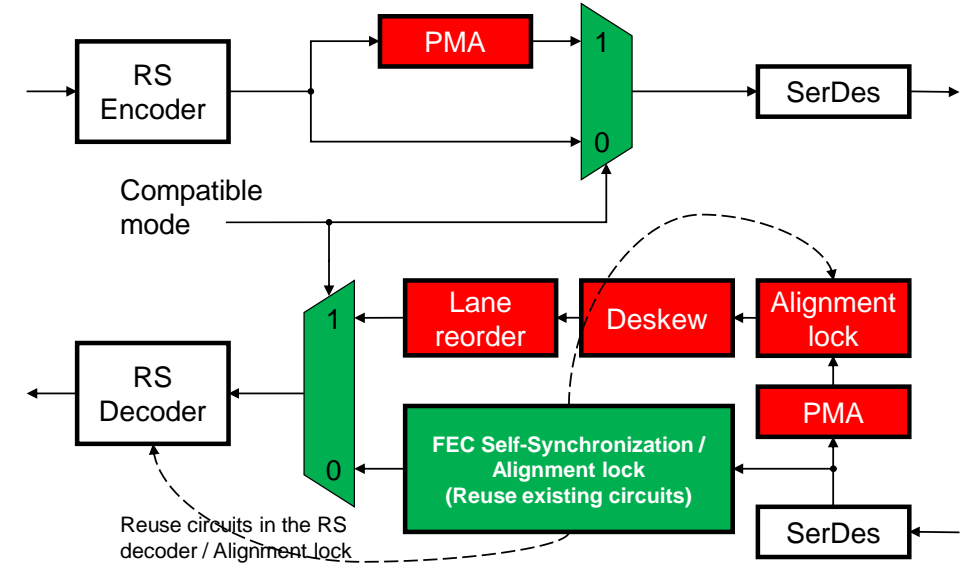 PMA
1
RS
Encoder
SerDes
0
Compatible
mode
Lane
reorder
Deskew
Alignment
lock
1
RS
Decoder
PMA
FEC Self-Synchronization /
Alignment lock
(Reuse existing circuits)
0
Reuse circuits in the RS
decoder / Alignment lock
SerDes